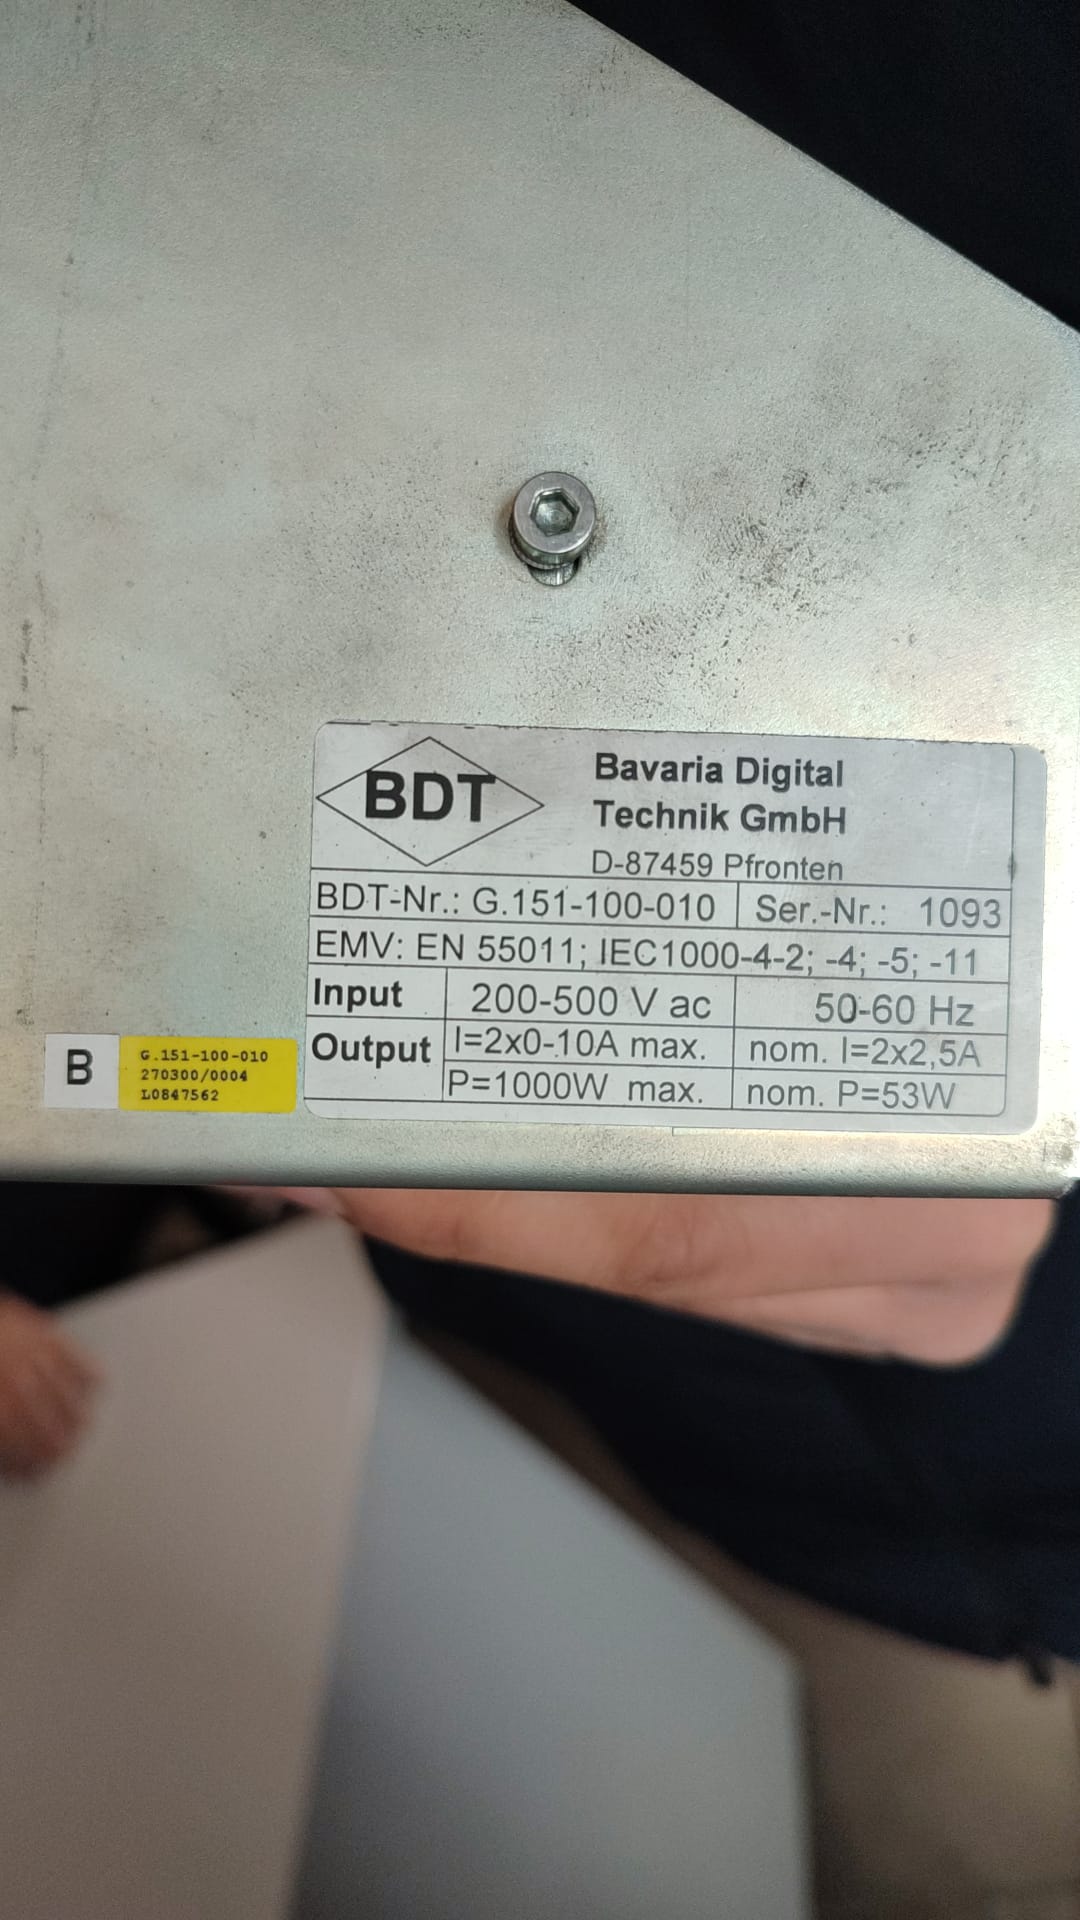 BDT
Bavaria Digital
Technik GmbH
D-87459 Pfronten
BDT-Nr.: G.151-100-010 Ser.-Nr.: 1093
EMV: EN 55011; IEC1000-4-2; -4; -5; -11
Input 200-500 V ac 50-60 Hz
Output I=2x0-10A max. nom. I=2x2,5A
P=1000W max. nom. P=53W
B
G.151-100-010
270300/0004
L0847562